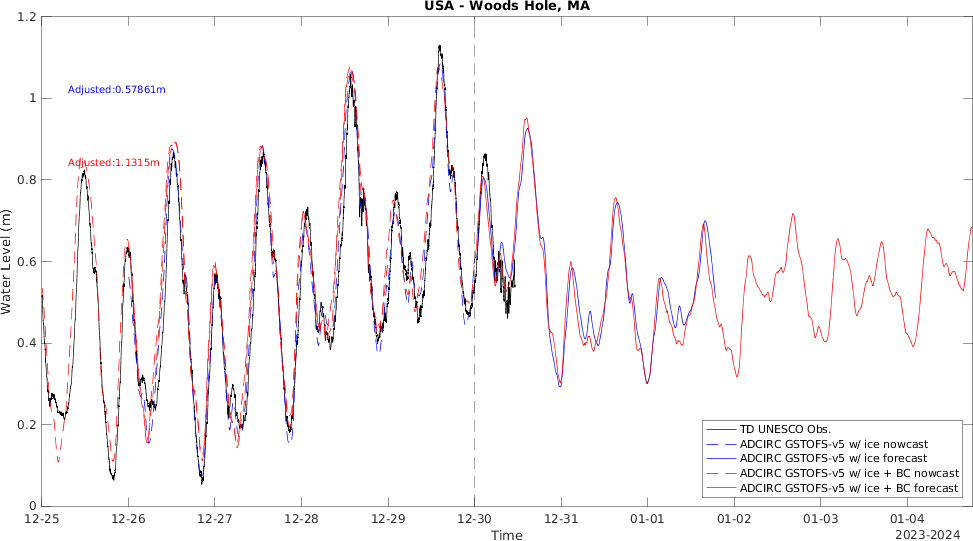 USA - Woods Hole, MA
Water Level (m)
1.2
1
0.8
0.6
0.4
0.2
0
Adjusted:0.57861m
Adjusted:1.1315m
TD UNESCO Obs.
ADCIRC GSTOFS-v5 w/ ice nowcast
ADCIRC GSTOFS-v5 w/ ice forecast
ADCIRC GSTOFS-v5 w/ ice + BC nowcast
ADCIRC GSTOFS-v5 w/ ice + BC forecast
12-25 12-26 12-27 12-28 12-29 12-30 12-31 01-01 01-02 01-03 01-04
Time
2023-2024